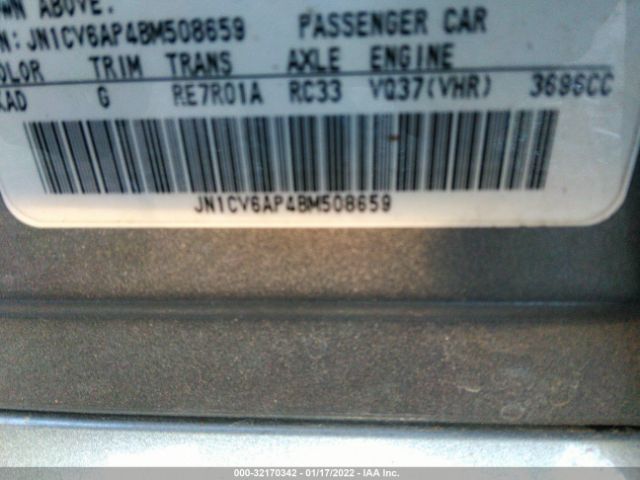 OWN ABOVE.
N: JN1CV6AP4BM508659 PASSENGER CAR
OLOR TRIM TRANS AXLE ENGINE
KAD G RE7R01A RC33 VQ37(VHR) 3696CC
JN1CV6AP4BM508659
000-32170342 - 01/17/2022 - IAA Inc.